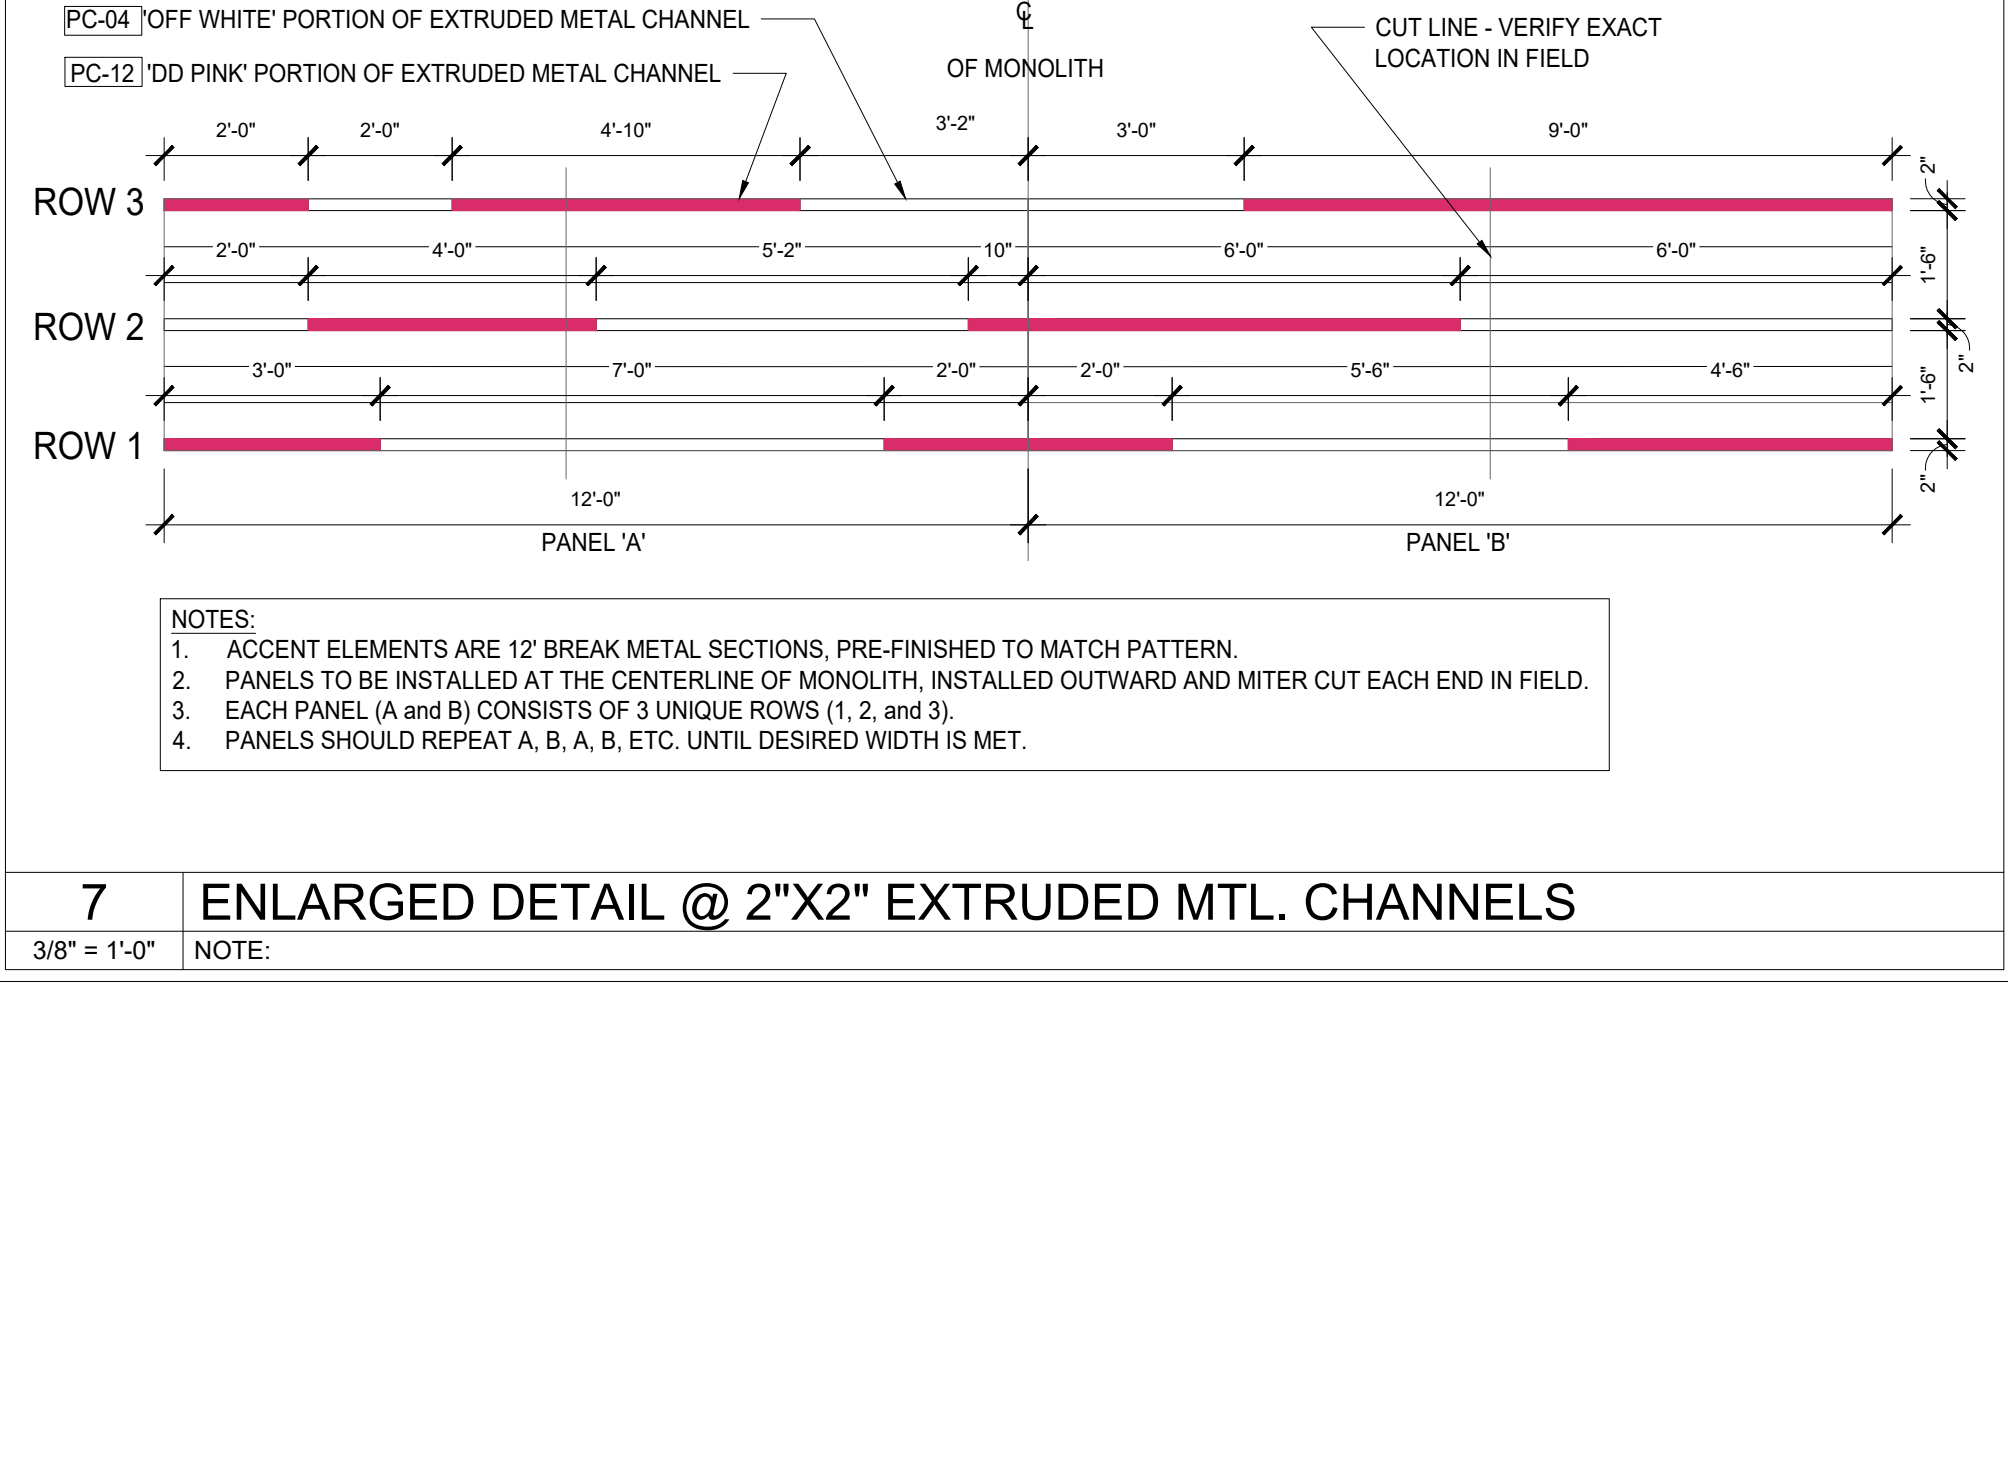 PC-04 'OFF WHITE' PORTION OF EXTRUDED METAL CHANNEL
PC-12 'DD PINK' PORTION OF EXTRUDED METAL CHANNEL
℄
OF MONOLITH
CUT LINE - VERIFY EXACT
LOCATION IN FIELD
2'-0" 2'-0" 4'-10" 3'-2" 3'-0" 9'-0"
2"
ROW 3
2'-0" 4'-0" 5'-2" 10" 6'-0" 6'-0"
1'-6"
ROW 2
2"
3'-0" 7'-0" 2'-0" 2'-0" 5'-6" 4'-6"
1'-6"
ROW 1
2"
12'-0" 12'-0"
PANEL 'A' PANEL 'B'
NOTES:
1. ACCENT ELEMENTS ARE 12' BREAK METAL SECTIONS, PRE-FINISHED TO MATCH PATTERN.
2. PANELS TO BE INSTALLED AT THE CENTERLINE OF MONOLITH, INSTALLED OUTWARD AND MITER CUT EACH END IN FIELD.
3. EACH PANEL (A and B) CONSISTS OF 3 UNIQUE ROWS (1, 2, and 3).
4. PANELS SHOULD REPEAT A, B, A, B, ETC. UNTIL DESIRED WIDTH IS MET.
7 ENLARGED DETAIL @ 2"X2" EXTRUDED MTL. CHANNELS
3/8" = 1'-0" NOTE: